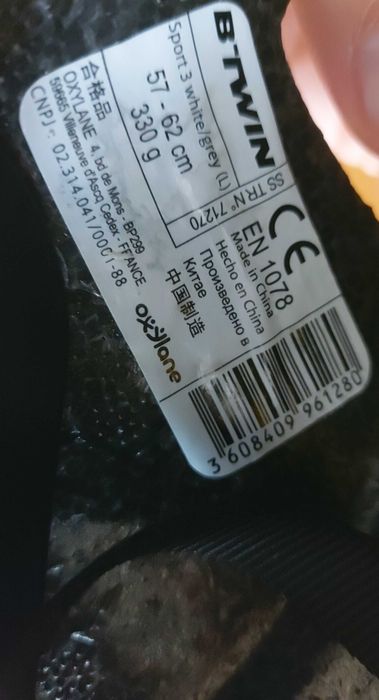 B'TWIN
Sport 3 white/grey (L)
57 - 62 cm
330 g
TR N° 71270
CE
EN 1078
Made in China
Hecho en China
Произведено в
Китае
中国制造
合格品
OXYLANE, 4, bd de Mons - BP299
59665 Villeneuve d'Ascq Cedex - FRANCE
CNPJ : 02.314.041/0001-88
oxylane
3 608409 961280